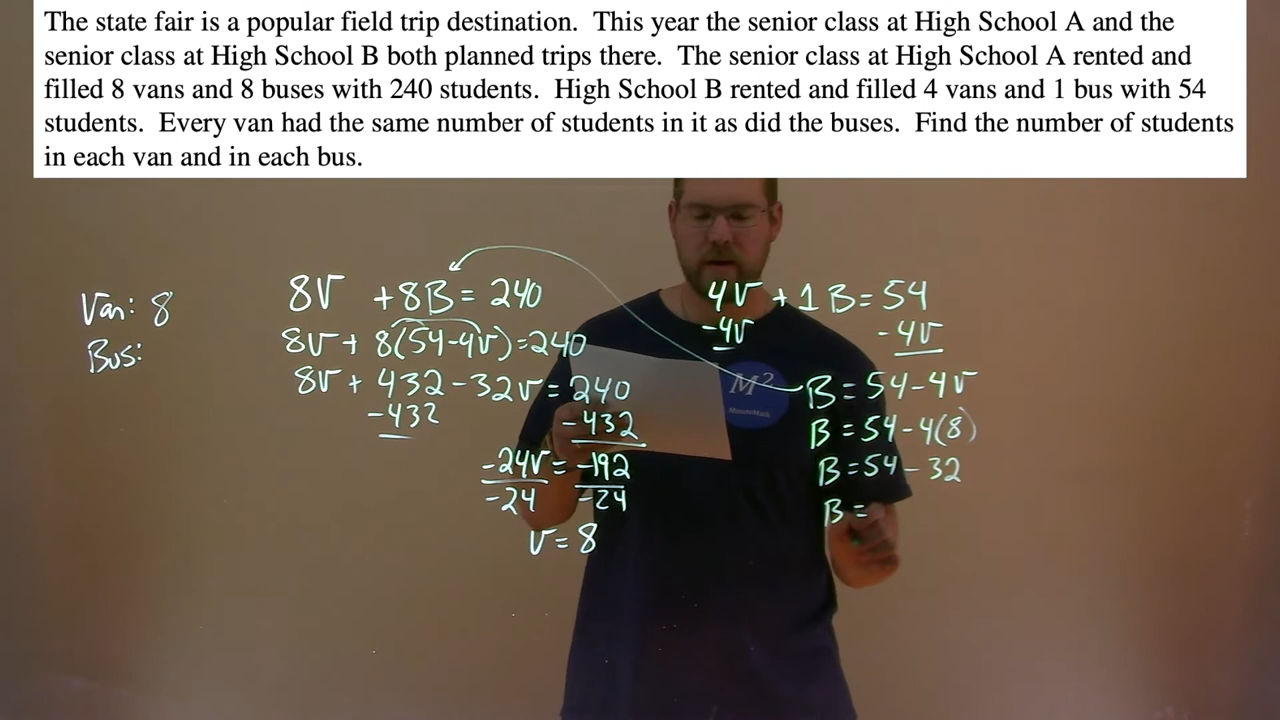 The state fair is a popular field trip destination. This year the senior class at High School A and the
senior class at High School B both planned trips there. The senior class at High School A rented and
filled 8 vans and 8 buses with 240 students. High School B rented and filled 4 vans and 1 bus with 54
students. Every van had the same number of students in it as did the buses. Find the number of students
in each van and in each bus.
Van: 8
Bus:
8V + 8B = 240
8V + 8(54-4V) = 240
8V + 432 - 32V = 240
-432 -432
-24V = -192
-24 -24
V = 8
4V + 1B = 54
-4V -4V
B = 54 - 4V
B = 54 - 4(8)
B = 54 - 32
B =
M²
MinuteMath